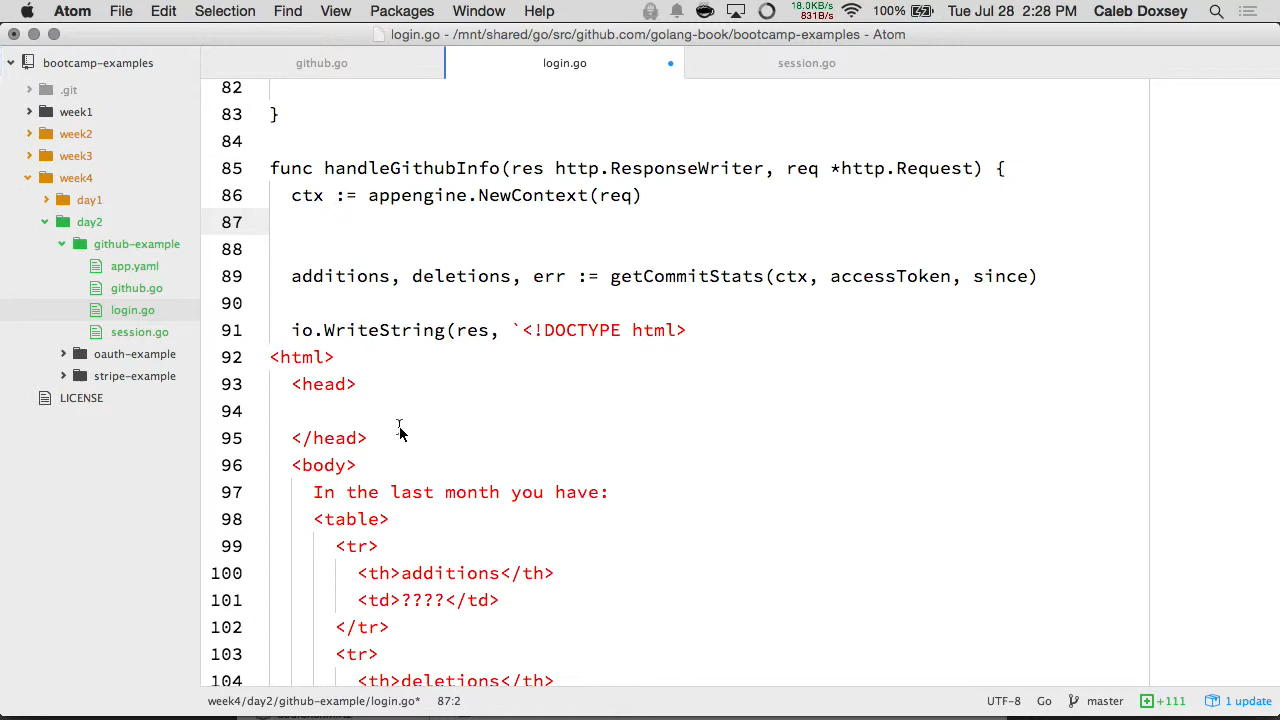 Atom File Edit Selection Find View Packages Window Help 18.0KB/s 831B/s 100% Tue Jul 28 2:28 PM Caleb Doxsey
login.go - /mnt/shared/go/src/github.com/golang-book/bootcamp-examples - Atom
bootcamp-examples
.git
week1
week2
week3
week4
day1
day2
github-example
app.yaml
github.go
login.go
session.go
oauth-example
stripe-example
LICENSE
github.go login.go session.go
82
83 }
84
85 func handleGithubInfo(res http.ResponseWriter, req *http.Request) {
86 ctx := appengine.NewContext(req)
87
88
89 additions, deletions, err := getCommitStats(ctx, accessToken, since)
90
91 io.WriteString(res, `<!DOCTYPE html>
92 <html>
93 <head>
94
95 </head>
96 <body>
97 In the last month you have:
98 <table>
99 <tr>
100 <th>additions</th>
101 <td>????</td>
102 </tr>
103 <tr>
104 <th>deletions</th>
week4/day2/github-example/login.go* 87:2 UTF-8 Go master +111 1 update